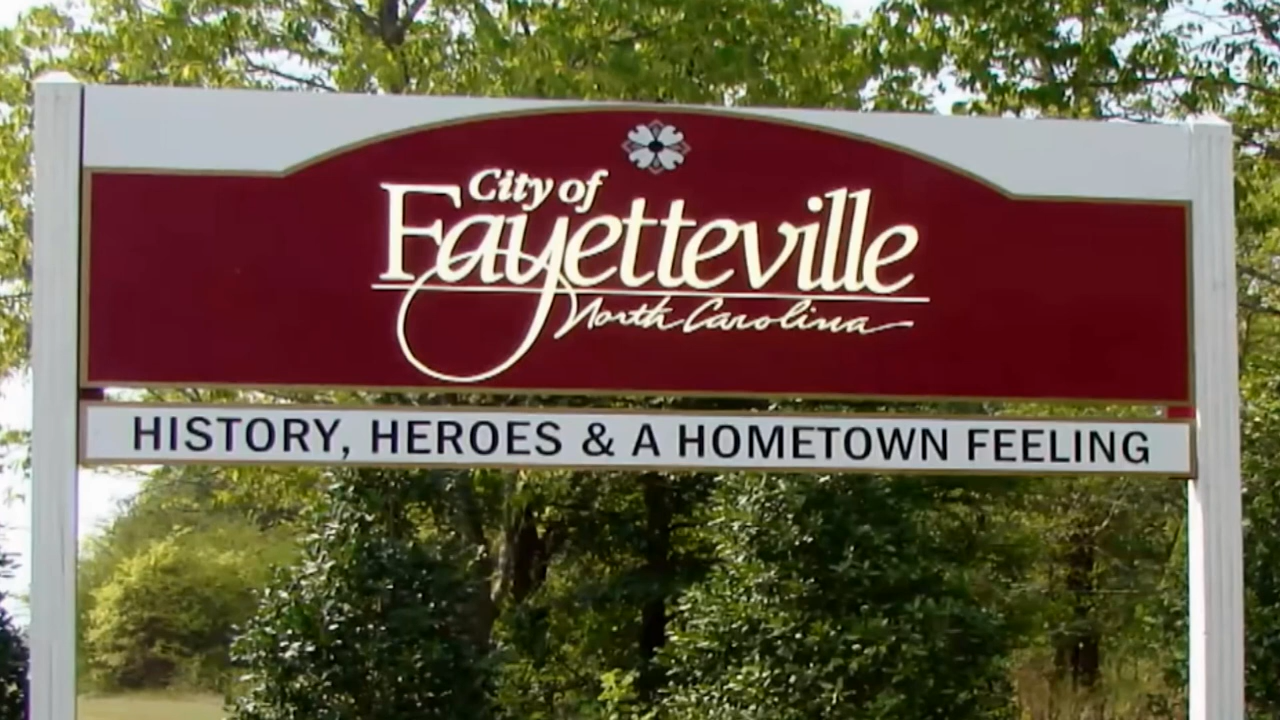 City of
Fayetteville
North Carolina
HISTORY, HEROES & A HOMETOWN FEELING